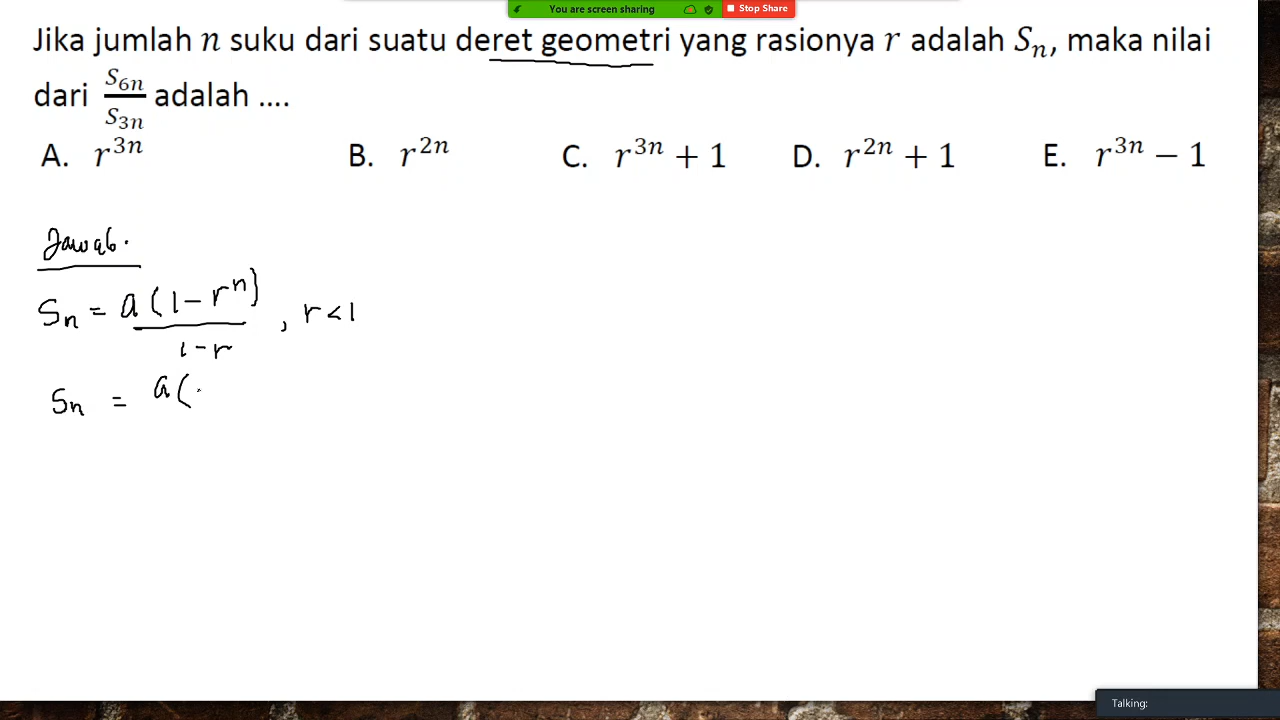 You are screen sharing Stop Share
Jika jumlah n suku dari suatu deret geometri yang rasionya r adalah Sₙ, maka nilai
dari S₆ₙ/S₃ₙ adalah ....
A. r³ⁿ B. r²ⁿ C. r³ⁿ + 1 D. r²ⁿ + 1 E. r³ⁿ − 1
Jawab.
Sn = a(1-rⁿ)/1-r , r<1
Sn = a(
Talking: